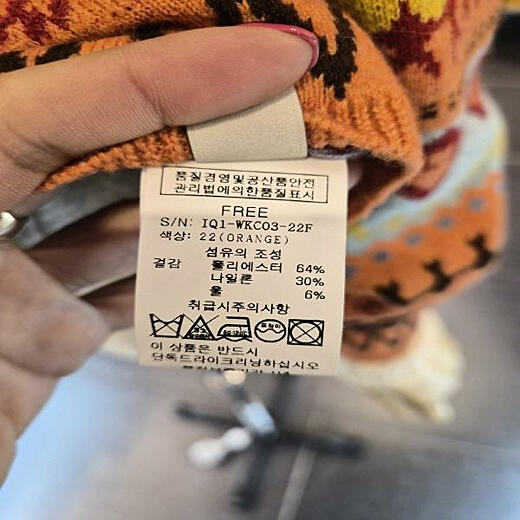 품질경영및공산품안전
관리법에의한품질표시
FREE
S/N: IQ1-WKC03-22F
색상: 22(ORANGE)
섬유의 조성
겉감 폴리에스터 64%
나일론 30%
울 6%
취급시주의사항
이 상품은 반드시
단독드라이크리닝하십시오